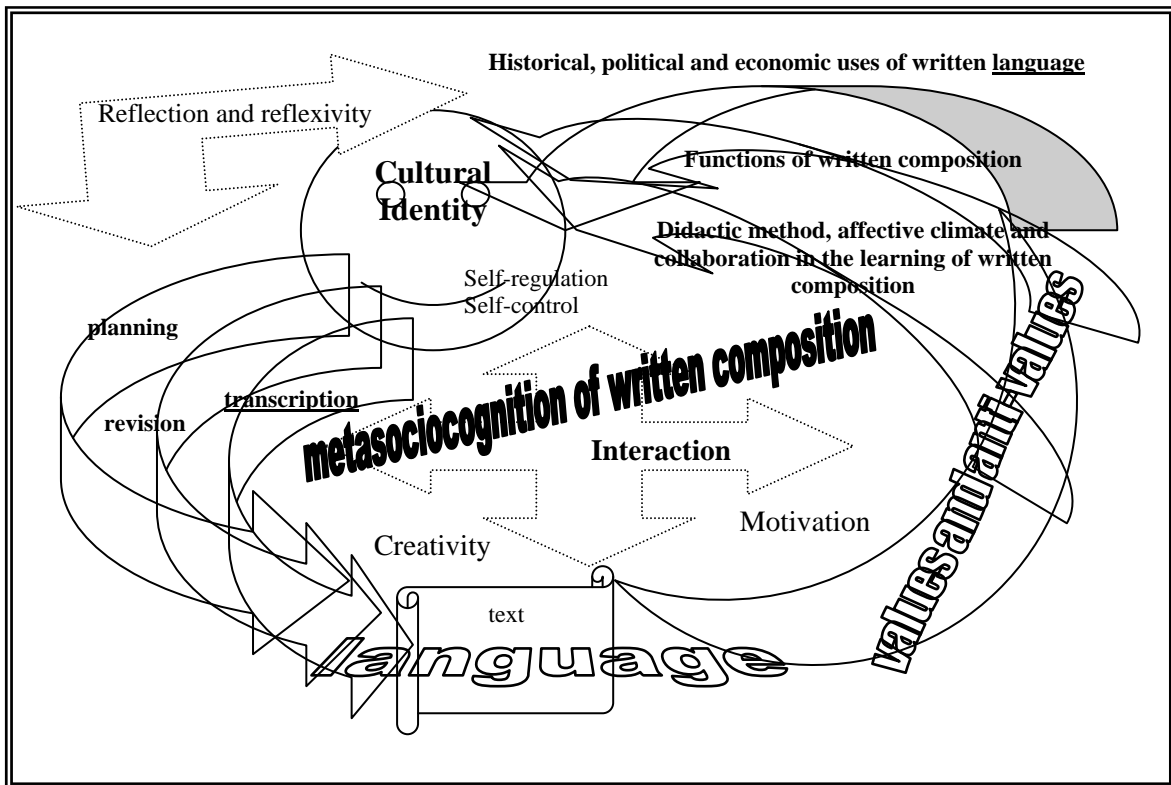 Historical, political and economic uses of written language
Reflection and reflexivity
Functions of written composition
Cultural
Identity
Didactic method, affective climate and
collaboration in the learning of written
composition
Self-regulation
Self-control
planning
transcription
revision
metasociocognition of written composition
Interaction
values and anti values
Motivation
Creativity
text
language